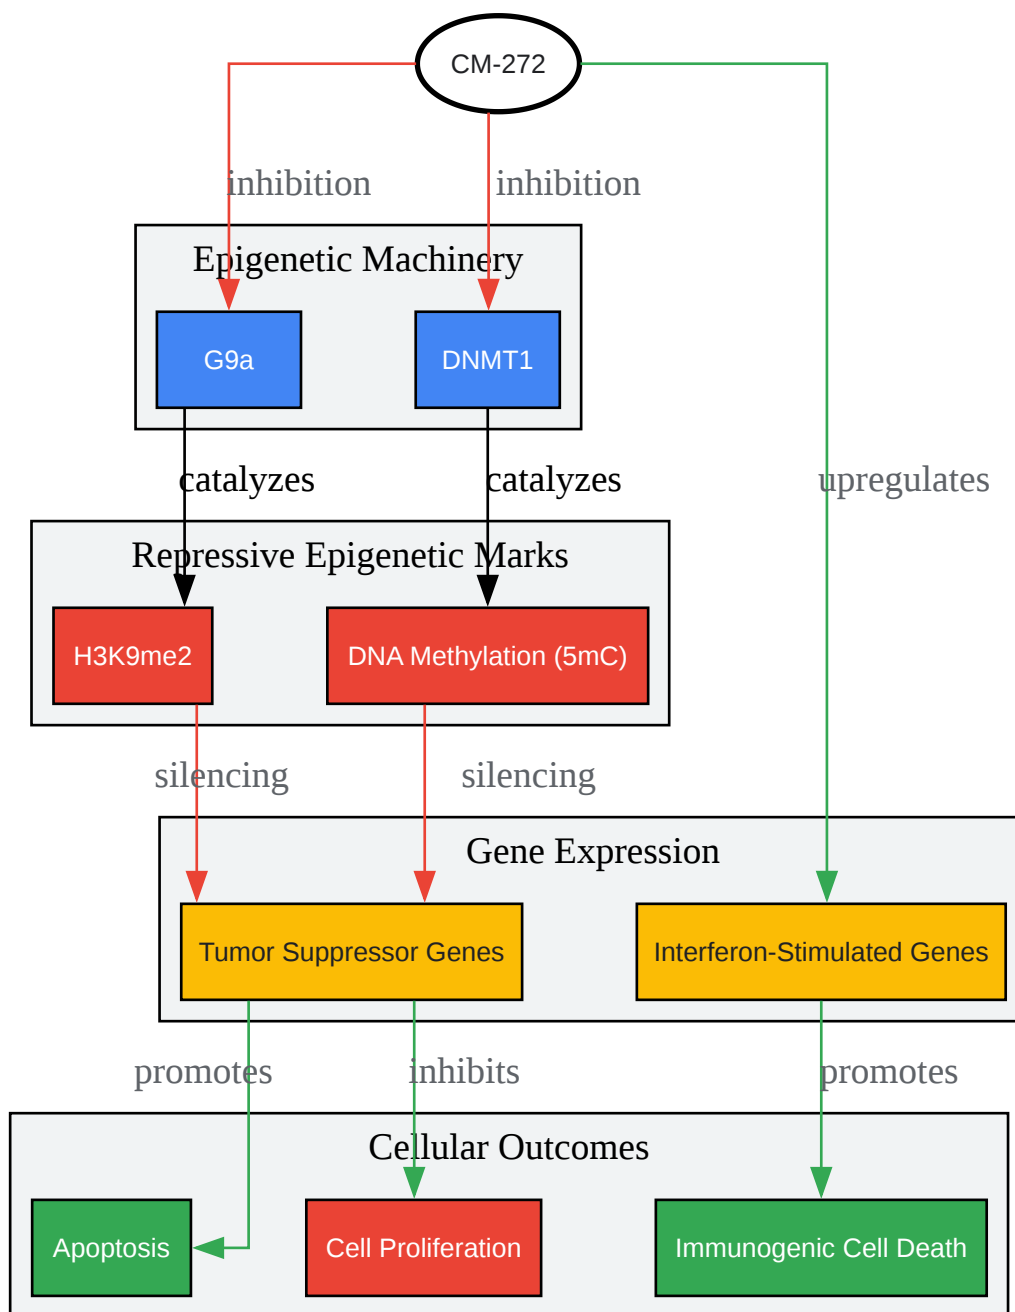 CM-272
inhibition inhibition
Epigenetic Machinery
G9a DNMT1
catalyzes catalyzes upregulates
Repressive Epigenetic Marks
H3K9me2 DNA Methylation (5mC)
silencing silencing
Gene Expression
Tumor Suppressor Genes Interferon-Stimulated Genes
promotes inhibits promotes
Cellular Outcomes
Apoptosis Cell Proliferation Immunogenic Cell Death